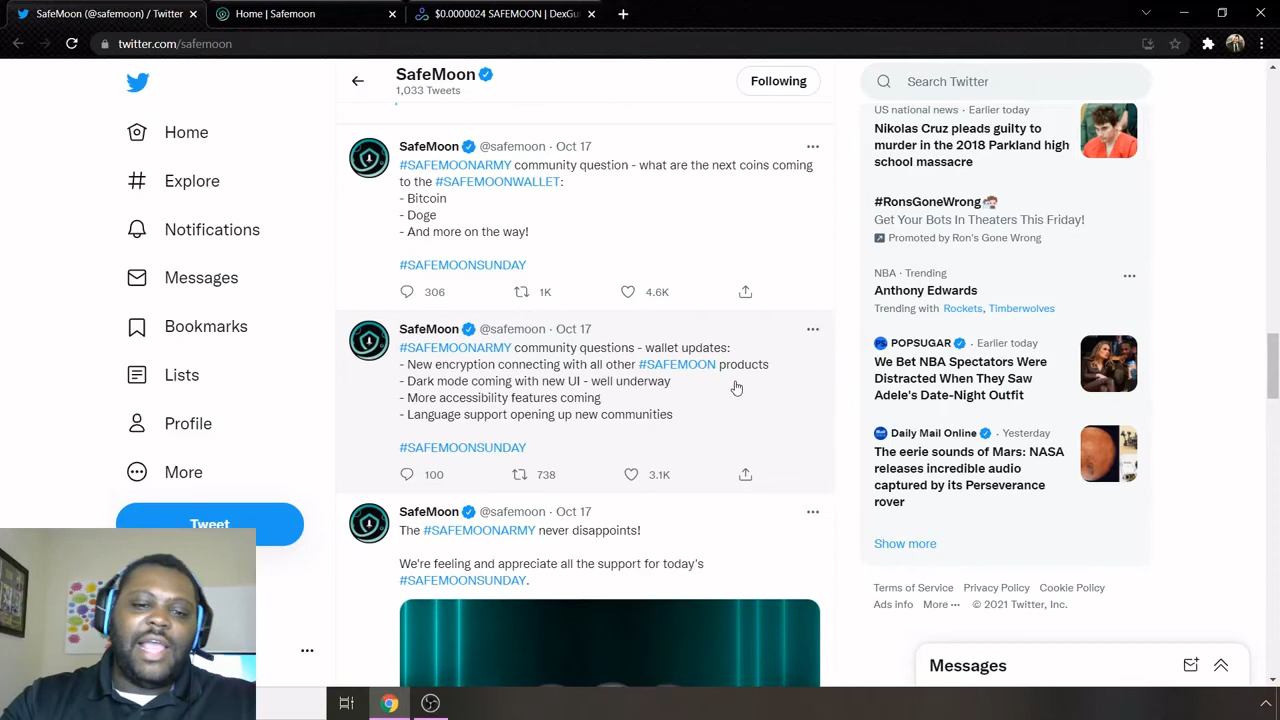 SafeMoon (@safemoon) / Twitter
Home | Safemoon
$0.0000024 SAFEMOON | DexGu
twitter.com/safemoon
SafeMoon
1,033 Tweets
Following
Home
Explore
Notifications
Messages
Bookmarks
Lists
Profile
More
Tweet
SafeMoon @safemoon · Oct 17
#SAFEMOONARMY community question - what are the next coins coming
to the #SAFEMOONWALLET:
- Bitcoin
- Doge
- And more on the way!
#SAFEMOONSUNDAY
306 1K 4.6K
SafeMoon @safemoon · Oct 17
#SAFEMOONARMY community questions - wallet updates:
- New encryption connecting with all other #SAFEMOON products
- Dark mode coming with new UI - well underway
- More accessibility features coming
- Language support opening up new communities
#SAFEMOONSUNDAY
100 738 3.1K
SafeMoon @safemoon · Oct 17
The #SAFEMOONARMY never disappoints!
We're feeling and appreciate all the support for today's
#SAFEMOONSUNDAY.
Search Twitter
US national news · Earlier today
Nikolas Cruz pleads guilty to
murder in the 2018 Parkland high
school massacre
#RonsGoneWrong
Get Your Bots In Theaters This Friday!
Promoted by Ron's Gone Wrong
NBA · Trending
Anthony Edwards
Trending with Rockets, Timberwolves
POPSUGAR · Earlier today
We Bet NBA Spectators Were
Distracted When They Saw
Adele's Date-Night Outfit
Daily Mail Online · Yesterday
The eerie sounds of Mars: NASA
releases incredible audio
captured by its Perseverance
rover
Show more
Terms of Service Privacy Policy Cookie Policy
Ads info More ··· © 2021 Twitter, Inc.
Messages